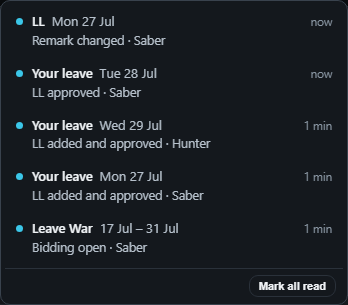 LL Mon 27 Jul now
Remark changed · Saber
Your leave Tue 28 Jul now
LL approved · Saber
Your leave Wed 29 Jul 1 min
LL added and approved · Hunter
Your leave Mon 27 Jul 1 min
LL added and approved · Saber
Leave War 17 Jul – 31 Jul 1 min
Bidding open · Saber
Mark all read